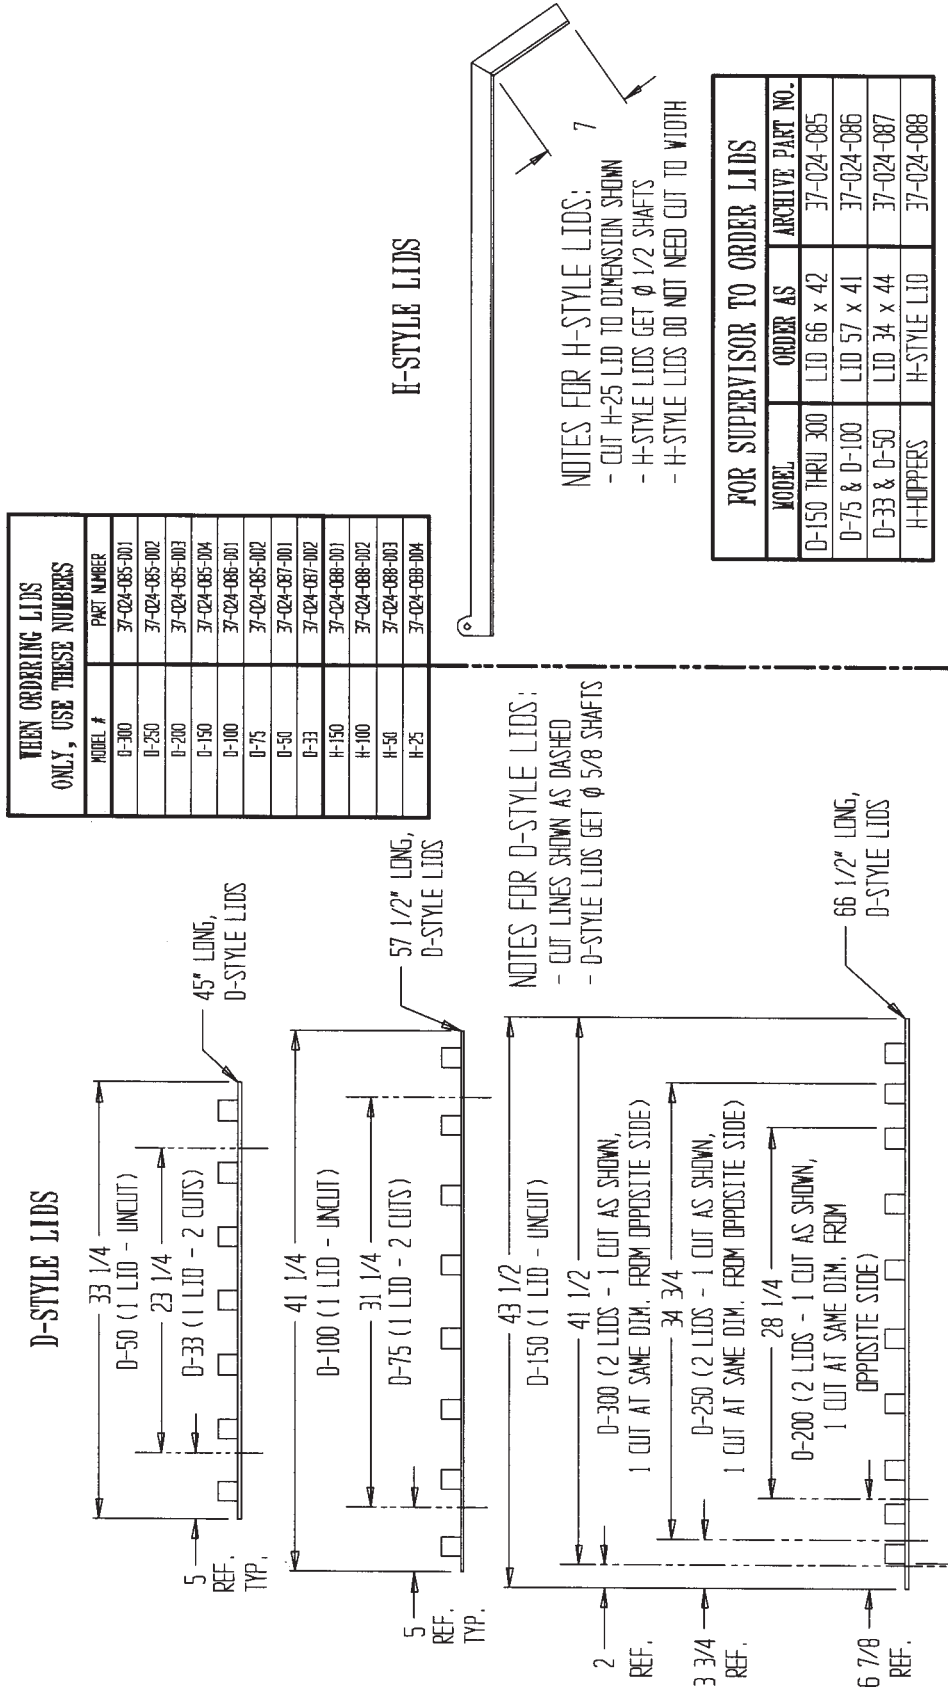 D-STYLE LIDS
33 1/4
D-50 (1 LID - UNCUT)
23 1/4
D-33 (1 LID - 2 CUTS)
5
REF.
TYP.
45" LONG,
D-STYLE LIDS
41 1/4
D-100 (1 LID - UNCUT)
31 1/4
D-75 (1 LID - 2 CUTS)
5
REF.
TYP.
57 1/2" LONG,
D-STYLE LIDS
NOTES FOR D-STYLE LIDS:
- CUT LINES SHOWN AS DASHED
- D-STYLE LIDS GET Ø 5/8 SHAFTS
43 1/2
D-150 (1 LID - UNCUT)
41 1/2
D-300 (2 LIDS - 1 CUT AS SHOWN,
1 CUT AT SAME DIM. FROM OPPOSITE SIDE)
34 3/4
D-250 (2 LIDS - 1 CUT AS SHOWN,
1 CUT AT SAME DIM. FROM OPPOSITE SIDE)
28 1/4
D-200 (2 LIDS - 1 CUT AS SHOWN,
1 CUT AT SAME DIM. FROM
OPPOSITE SIDE)
2
REF.
3 3/4
REF.
6 7/8
REF.
66 1/2" LONG,
D-STYLE LIDS
WHEN ORDERING LIDS
ONLY, USE THESE NUMBERS
MODEL # PART NUMBER
D-300 37-024-085-001
D-250 37-024-085-002
D-200 37-024-085-003
D-150 37-024-085-004
D-100 37-024-086-001
D-75 37-024-085-002
D-50 37-024-087-001
D-33 37-024-087-002
H-150 37-024-088-001
H-100 37-024-088-002
H-50 37-024-088-003
H-25 37-024-088-004
H-STYLE LIDS
7
NOTES FOR H-STYLE LIDS:
- CUT H-25 LID TO DIMENSION SHOWN
- H-STYLE LIDS GET Ø 1/2 SHAFTS
- H-STYLE LIDS DO NOT NEED CUT TO WIDTH
FOR SUPERVISOR TO ORDER LIDS
MODEL ORDER AS ARCHIVE PART NO.
D-150 THRU 300 LID 66 x 42 37-024-085
D-75 & D-100 LID 57 x 41 37-024-086
D-33 & D-50 LID 34 x 44 37-024-087
H-HOPPERS H-STYLE LID 37-024-088